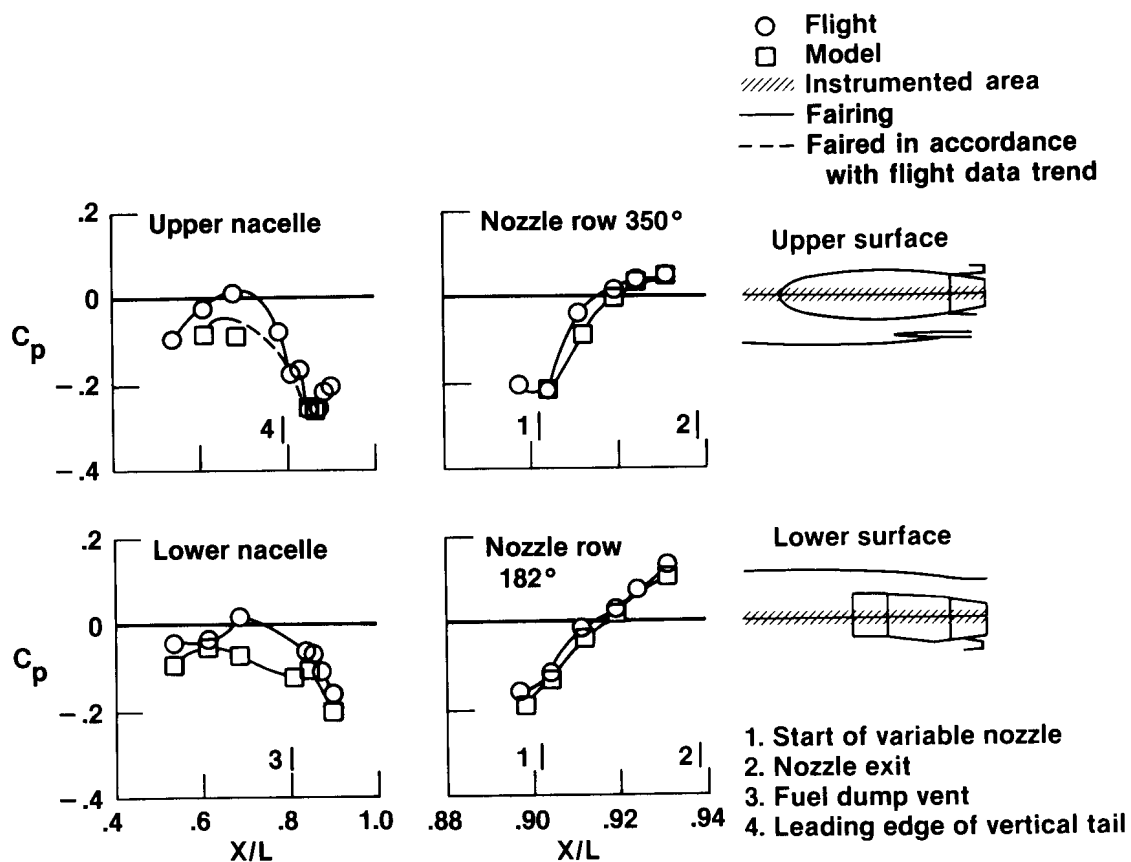 Flight
Model
Instrumented area
Fairing
Faired in accordance
with flight data trend
.2
0
Cp
−.2
−.4
Upper nacelle
4
Nozzle row 350°
1
2
Upper surface
.2
0
Cp
−.2
−.4
Lower nacelle
3
.4 .6 .8 1.0
X/L
Nozzle row
182°
1
2
.88 .90 .92 .94
X/L
Lower surface
1. Start of variable nozzle
2. Nozzle exit
3. Fuel dump vent
4. Leading edge of vertical tail